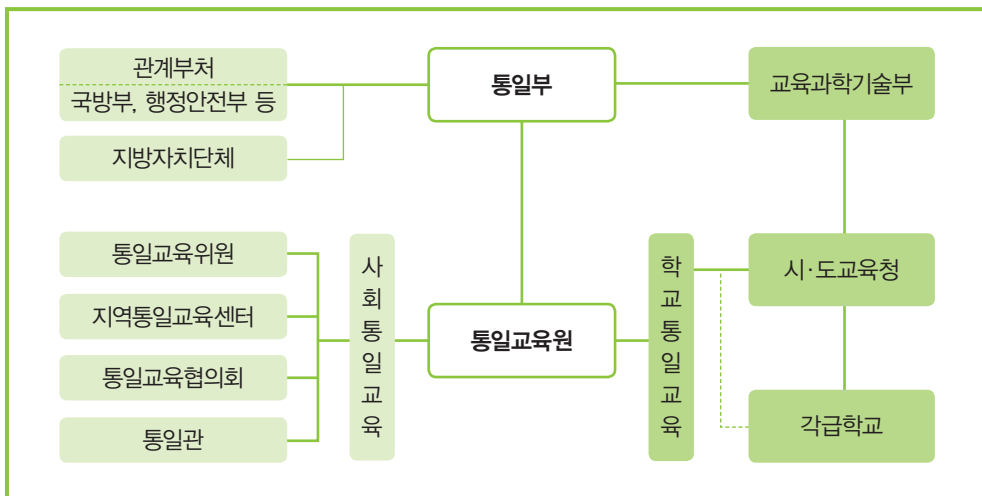 관계부처
국방부, 행정안전부 등
지방자치단체
통일부
교육과학기술부
통일교육위원
지역통일교육센터
통일교육협의회
통일관
사회통일교육
통일교육원
학교통일교육
시·도교육청
각급학교